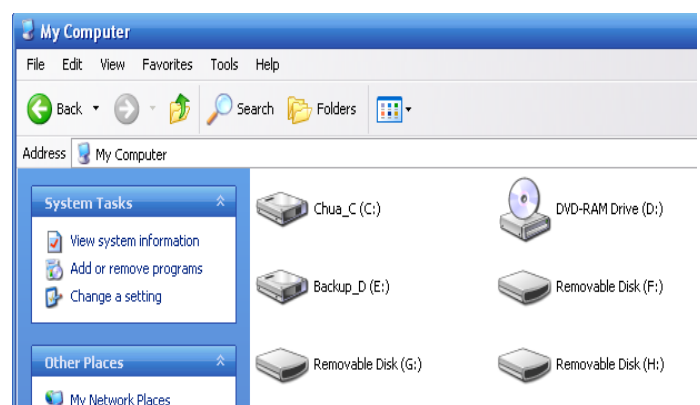 My Computer
File Edit View Favorites Tools Help
Back Search Folders
Address My Computer
System Tasks
View system information
Add or remove programs
Change a setting
Other Places
My Network Places
Chua_C (C:) DVD-RAM Drive (D:)
Backup_D (E:) Removable Disk (F:)
Removable Disk (G:) Removable Disk (H:)